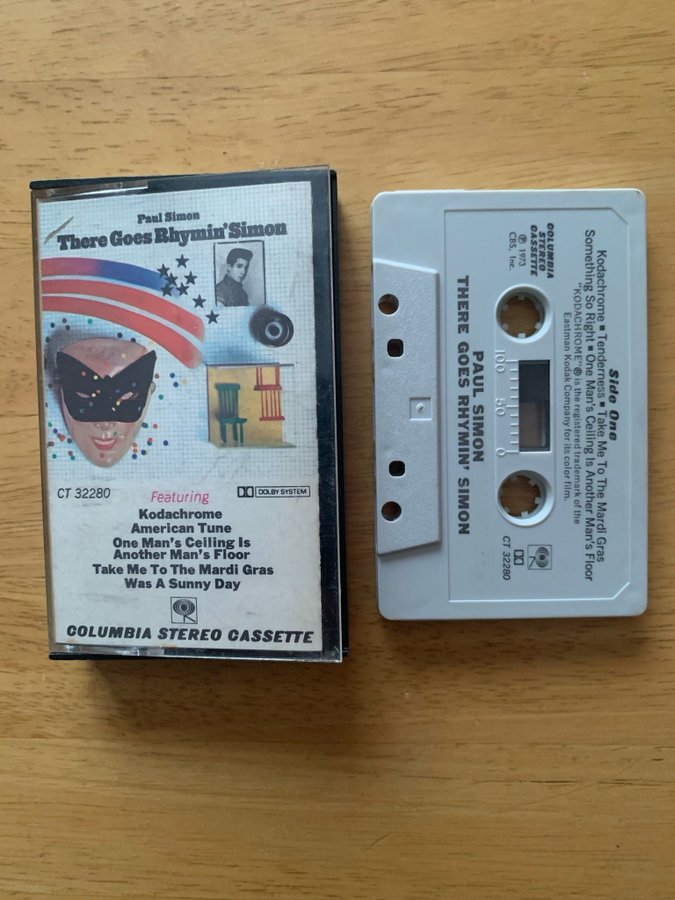 Paul Simon
There Goes Rhymin' Simon
CT 32280
Featuring
DOLBY SYSTEM
Kodachrome
American Tune
One Man's Ceiling Is
Another Man's Floor
Take Me To The Mardi Gras
Was A Sunny Day
COLUMBIA STEREO CASSETTE
Side One
Kodachrome ▪ Tenderness ▪ Take Me To The Mardi Gras
Something So Right ▪ One Man's Ceiling Is Another Man's Floor
"KODACHROME"® is the registered trademark of the
Eastman Kodak Company for its color film.
COLUMBIA
STEREO
CASSETTE
℗ 1973
CBS, Inc.
100 50 0
CT 32280
PAUL SIMON
THERE GOES RHYMIN' SIMON